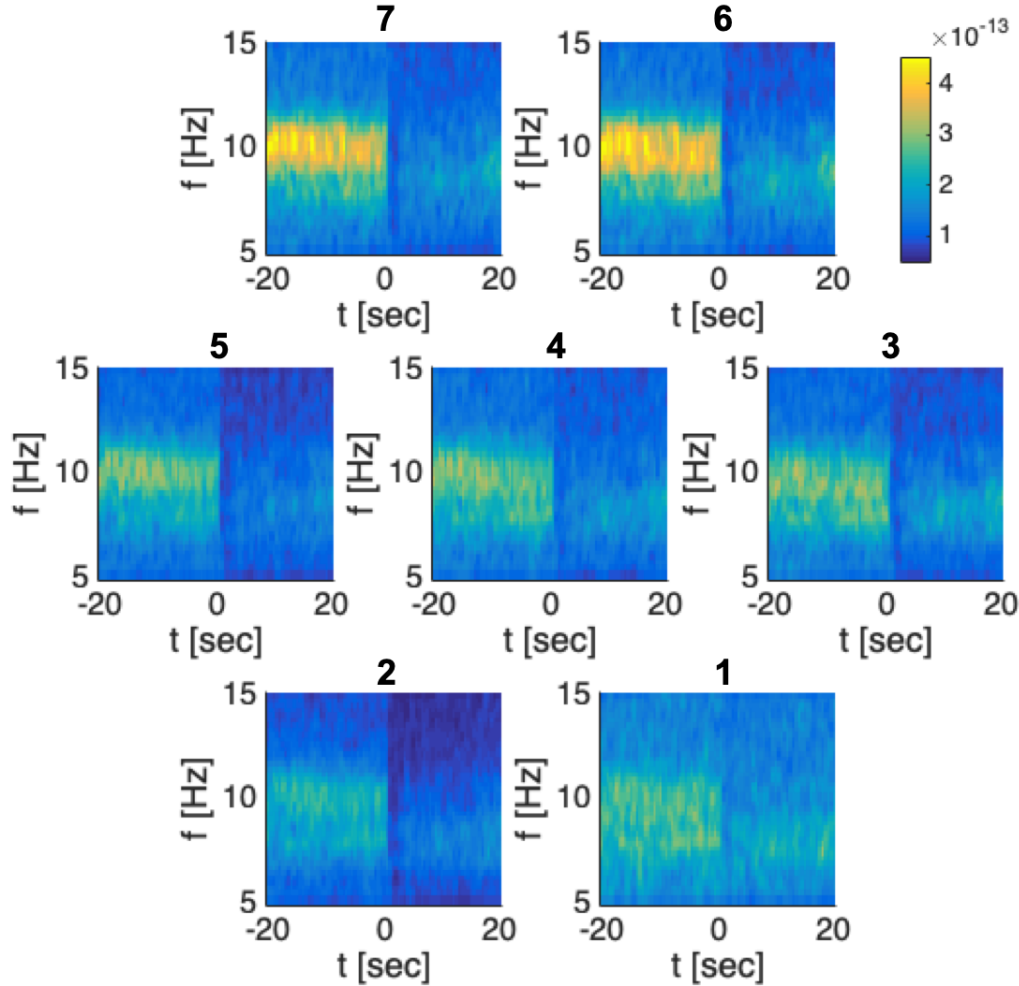 7 6
×10⁻¹³
15 15
4
f [Hz] 10 f [Hz] 10
3
2
1
5 5
-20 0 20 -20 0 20
t [sec] t [sec]
5 4 3
15 15 15
f [Hz] 10 f [Hz] 10 f [Hz] 10
5 5 5
-20 0 20 -20 0 20 -20 0 20
t [sec] t [sec] t [sec]
2 1
15 15
f [Hz] 10 f [Hz] 10
5 5
-20 0 20 -20 0 20
t [sec] t [sec]